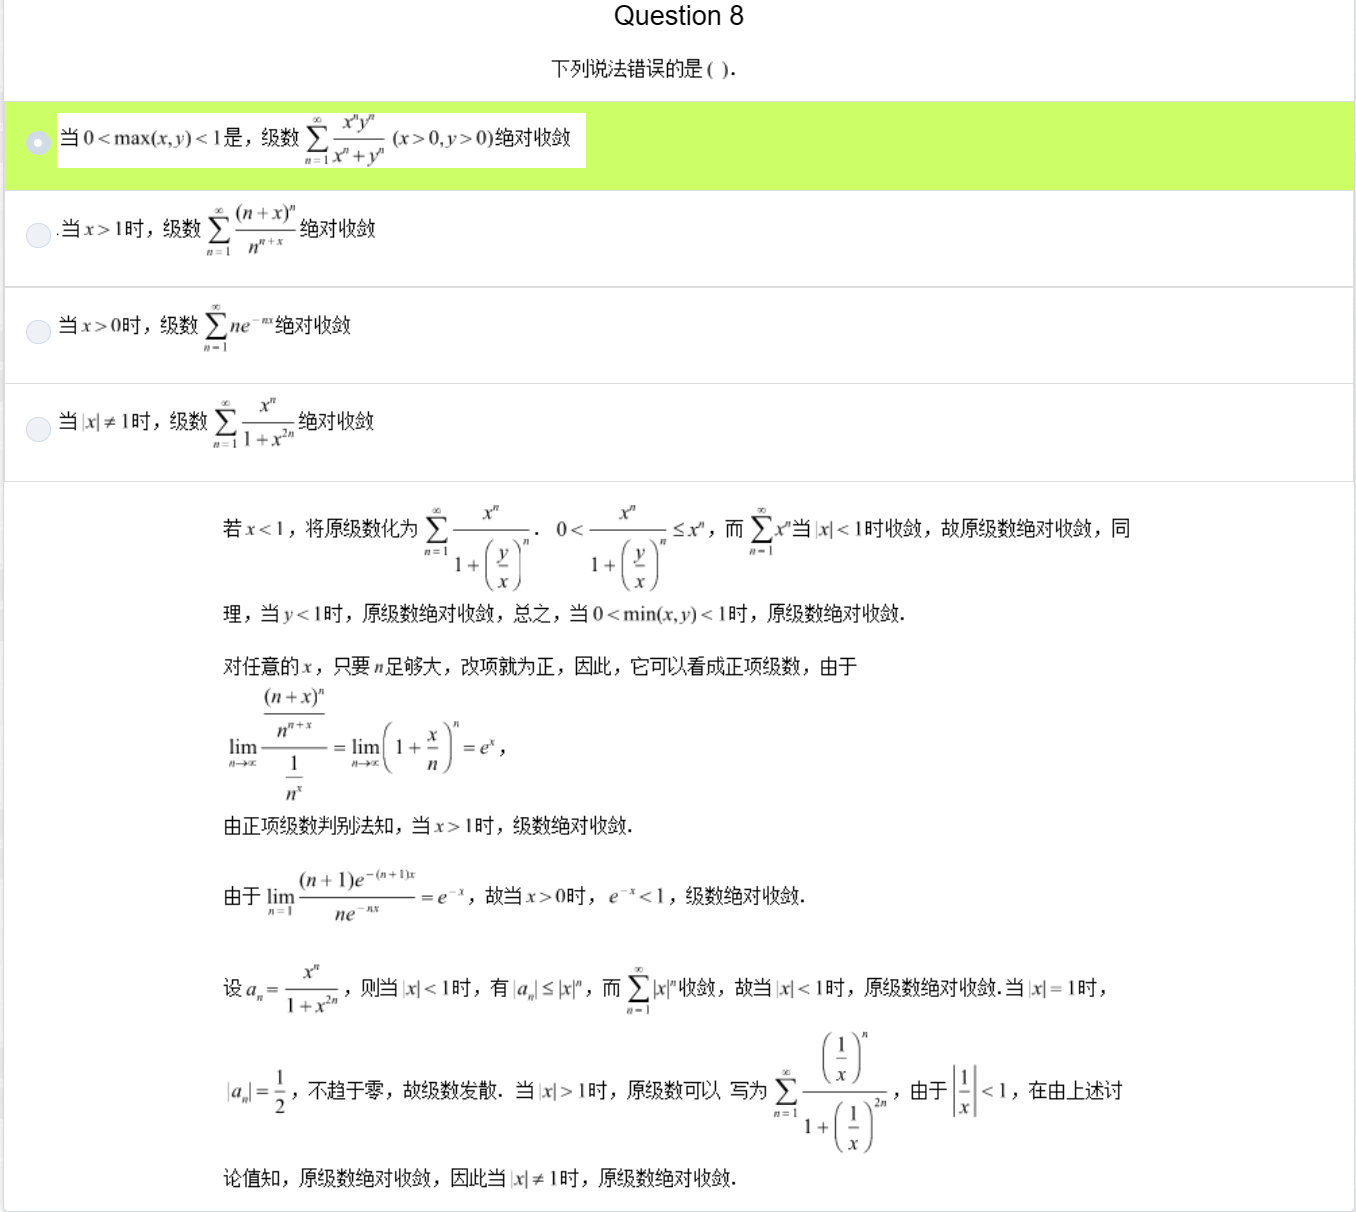 Question 8
下列说法错误的是 ( ).
当 0 < max(x, y) < 1是，级数 \sum_{n=1}^{\infty} \frac{x^n y^n}{x^n + y^n} (x > 0, y > 0)绝对收敛
.当 x > 1时，级数 \sum_{n=1}^{\infty} \frac{(n+x)^n}{n^{n+x}} 绝对收敛
当 x > 0时，级数 \sum_{n=1}^{\infty} ne^{-nx} 绝对收敛
当 |x| ≠ 1时，级数 \sum_{n=1}^{\infty} \frac{x^n}{1+x^{2n}} 绝对收敛
若 x < 1，将原级数化为 \sum_{n=1}^{\infty} \frac{x^n}{1+\left(\frac{y}{x}\right)^n}. 0 < \frac{x^n}{1+\left(\frac{y}{x}\right)^n} ≤ x^n，而 \sum_{n=1}^{\infty} x^n 当 |x| < 1时收敛，故原级数绝对收敛，同
理，当 y < 1时，原级数绝对收敛，总之，当 0 < min(x, y) < 1时，原级数绝对收敛.
对任意的 x，只要 n 足够大，改项就为正，因此，它可以看成正项级数，由于
\lim_{n→∞} \frac{\frac{(n+x)^n}{n^{n+x}}}{\frac{1}{n^x}} = \lim_{n→∞} \left(1+\frac{x}{n}\right)^n = e^x，
由正项级数判别法知，当 x > 1时，级数绝对收敛.
由于 \lim_{n=1} \frac{(n+1)e^{-(n+1)x}}{ne^{-nx}} = e^{-x}，故当 x > 0时，e^{-x} < 1，级数绝对收敛.
设 a_n = \frac{x^n}{1+x^{2n}}，则当 |x| < 1时，有 |a_n| ≤ |x|^n，而 \sum_{n=1}^{\infty} |x|^n 收敛，故当 |x| < 1时，原级数绝对收敛.当 |x| = 1时，
|a_n| = \frac{1}{2}，不趋于零，故级数发散. 当 |x| > 1时，原级数可以 写为 \sum_{n=1}^{\infty} \frac{\left(\frac{1}{x}\right)^n}{1+\left(\frac{1}{x}\right)^{2n}}，由于 \left|\frac{1}{x}\right| < 1，在由上述讨
论值知，原级数绝对收敛，因此当 |x| ≠ 1时，原级数绝对收敛.